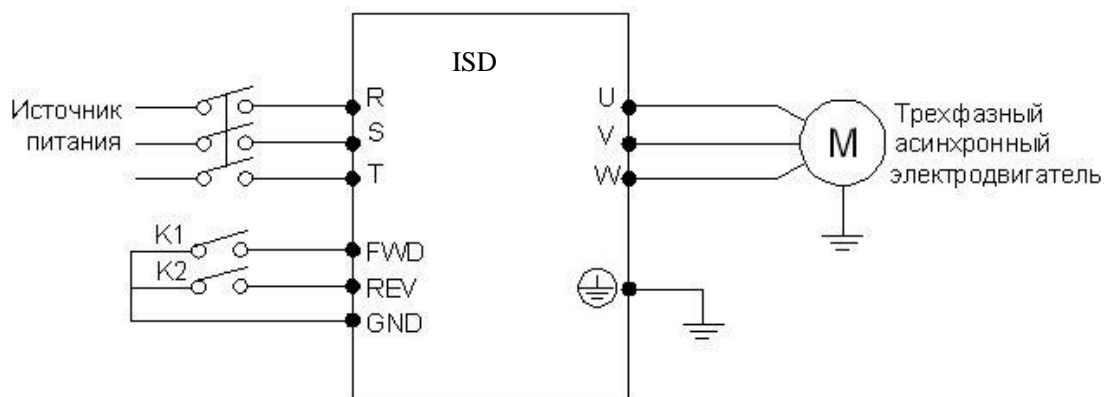 ISD
Источник
питания
R
S
T
U
V
W
M
Трехфазный
асинхронный
электродвигатель
K1
K2
FWD
REV
GND